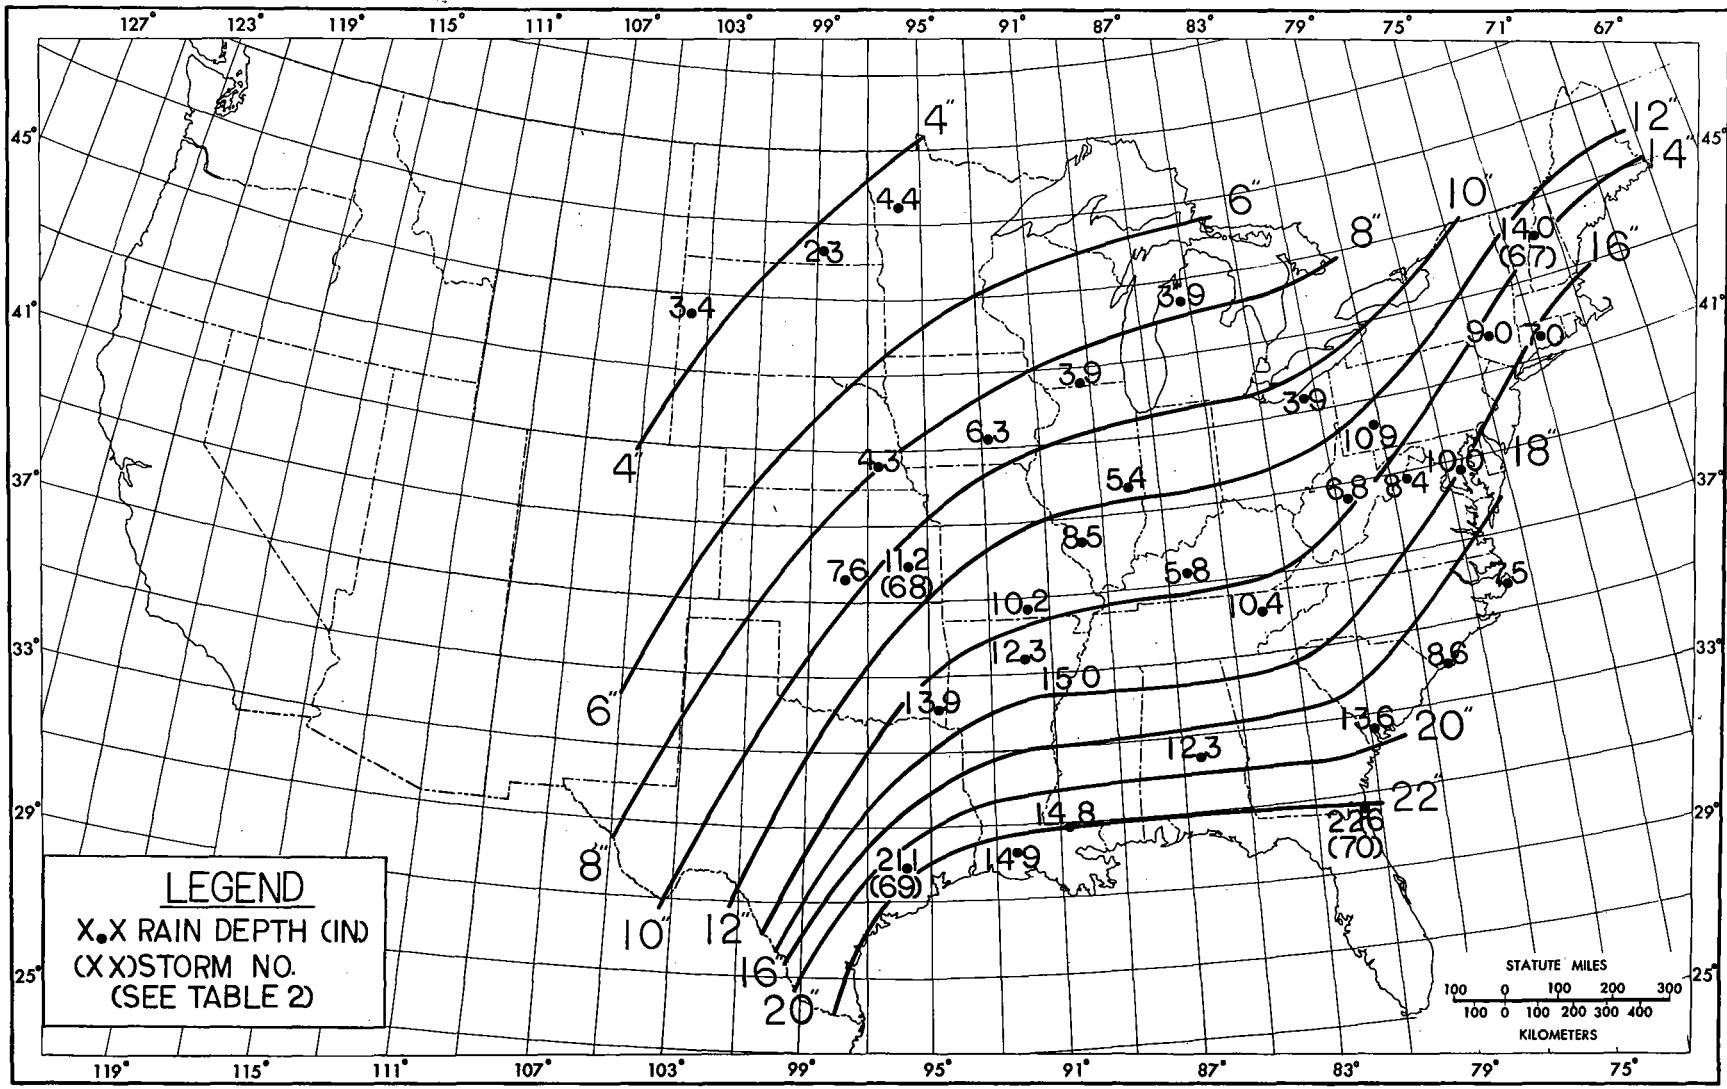 127° 123° 119° 115° 111° 107° 103° 99° 95° 91° 87° 83° 79° 75° 71° 67°
4" 12"
45° 14" 45°
4.4 6" 10"
2.3 8" 14.0 16"
(67)
3.4 3.9
41° 9.0 7.0 41°
3.9 3.9
6.3 10.9
4" 4.3 10.0 18"
5.4 6.8 8.4
37° 37°
8.5
7.6 11.2 5.8 7.5
(68)
10.2 10.4
33° 12.3 8.6 33°
15.0
6" 13.9 13.6 20"
12.3
29° 22" 29°
14.8 22.6
(70)
8" 21.1 14.9
(69)
10" 12"
16"
25° 20" 25°
LEGEND
X.X RAIN DEPTH (IN.)
(XX) STORM NO.
(SEE TABLE 2)
STATUTE MILES
100 0 100 200 300
100 0 100 200 300 400
KILOMETERS
119° 115° 111° 107° 103° 99° 95° 91° 87° 83° 79° 75°